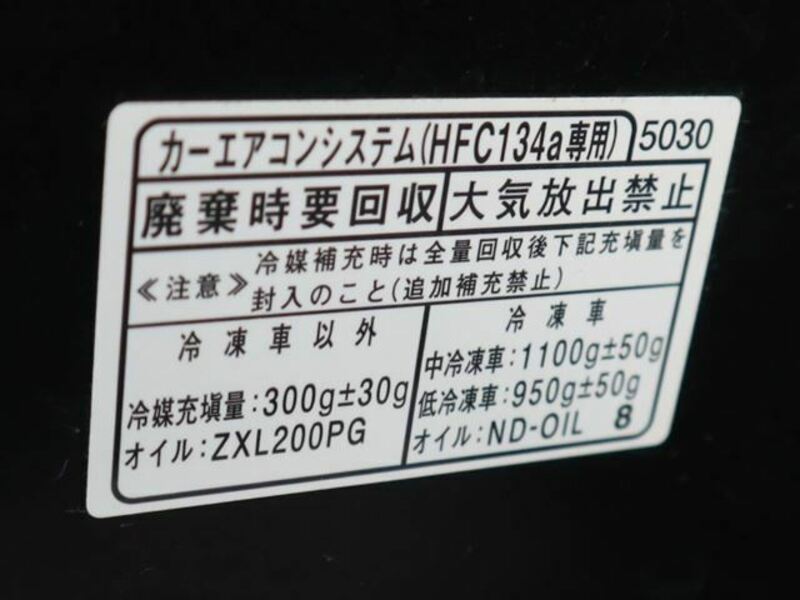 カーエアコンシステム(HFC134a専用) 5030
廃棄時要回収 大気放出禁止
≪注意≫ 冷媒補充時は全量回収後下記充填量を
封入のこと(追加補充禁止)
冷凍車以外
冷媒充塡量:300g±30g
オイル:ZXL200PG
冷凍車
中冷凍車:1100g±50g
低冷凍車:950g±50g
オイル:ND-OIL 8